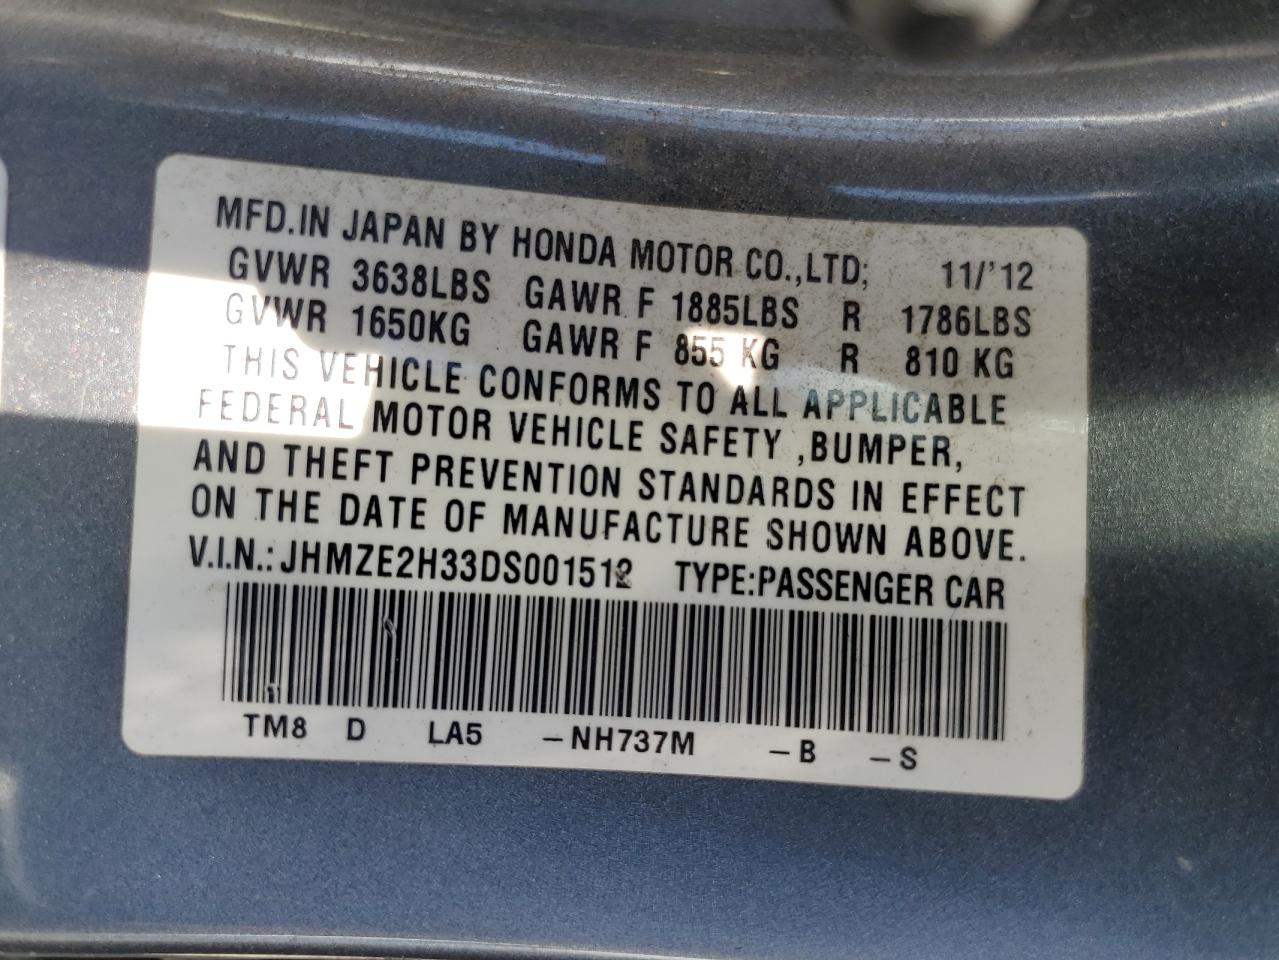 MFD.IN JAPAN BY HONDA MOTOR CO.,LTD; 11/'12
GVWR 3638LBS GAWR F 1885LBS R 1786LBS
GVWR 1650KG GAWR F 855 KG R 810 KG
THIS VEHICLE CONFORMS TO ALL APPLICABLE
FEDERAL MOTOR VEHICLE SAFETY ,BUMPER,
AND THEFT PREVENTION STANDARDS IN EFFECT
ON THE DATE OF MANUFACTURE SHOWN ABOVE.
V.I.N.: JHMZE2H33DS001512 TYPE:PASSENGER CAR
TM8 D LA5 –NH737M –B –S